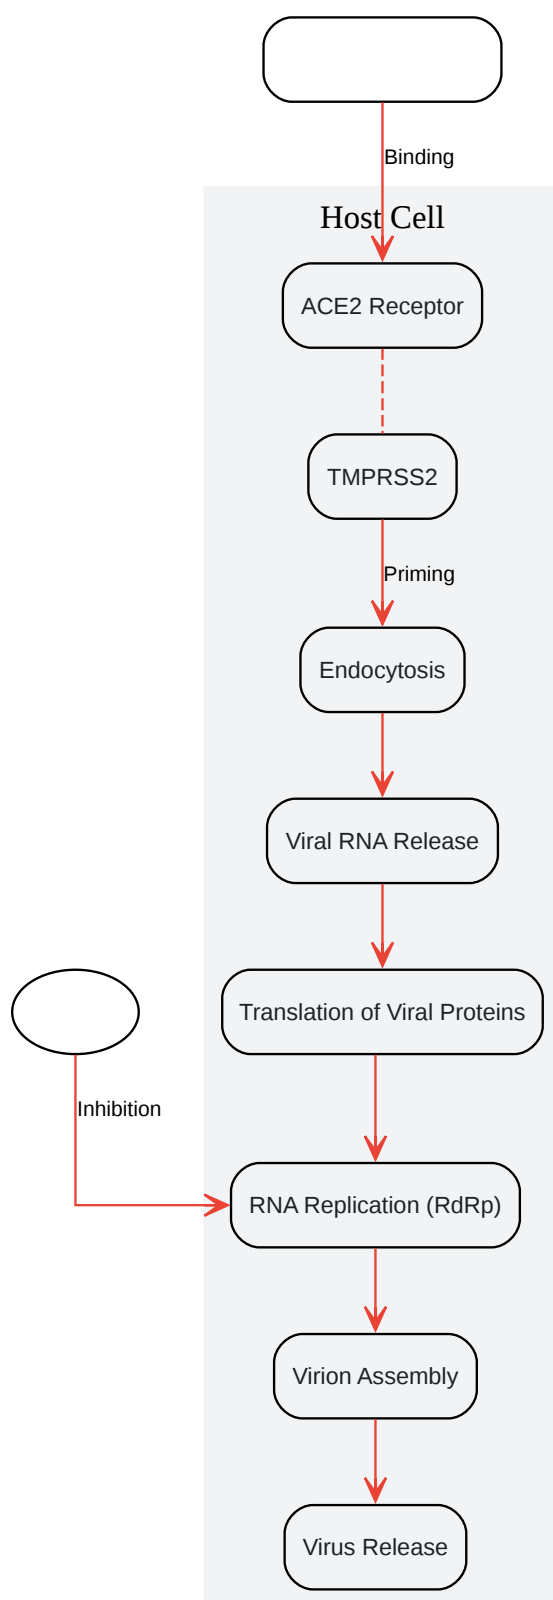 Binding
Host Cell
ACE2 Receptor
TMPRSS2
Priming
Endocytosis
Viral RNA Release
Translation of Viral Proteins
Inhibition
RNA Replication (RdRp)
Virion Assembly
Virus Release